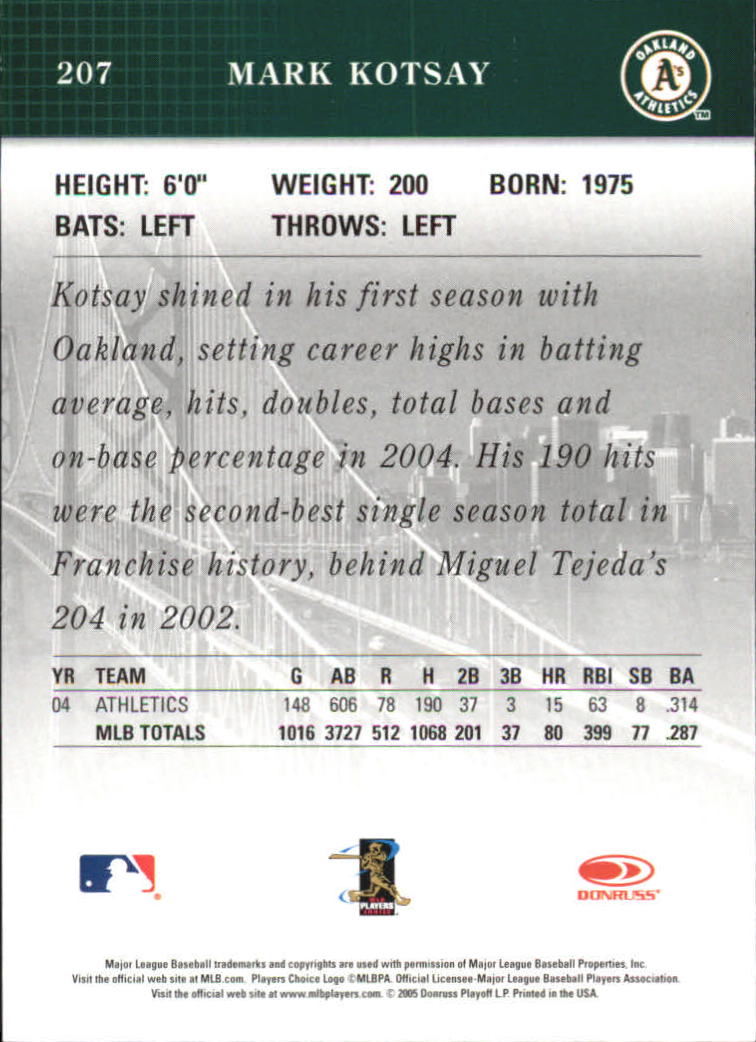 207 MARK KOTSAY
OAKLAND
A's
ATHLETICS
TM
HEIGHT: 6'0" WEIGHT: 200 BORN: 1975
BATS: LEFT THROWS: LEFT
Kotsay shined in his first season with
Oakland, setting career highs in batting
average, hits, doubles, total bases and
on-base percentage in 2004. His 190 hits
were the second-best single season total in
Franchise history, behind Miguel Tejeda's
204 in 2002.
YR TEAM G AB R H 2B 3B HR RBI SB BA
04 ATHLETICS 148 606 78 190 37 3 15 63 8 .314
MLB TOTALS 1016 3727 512 1068 201 37 80 399 77 .287
PLAYERS
DONRUSS
Major League Baseball trademarks and copyrights are used with permission of Major League Baseball Properties, Inc.
Visit the official web site at MLB.com. Players Choice Logo ©MLBPA. Official Licensee-Major League Baseball Players Association.
Visit the official web site at www.mlbplayers.com. © 2005 Donruss Playoff L.P. Printed in the USA.